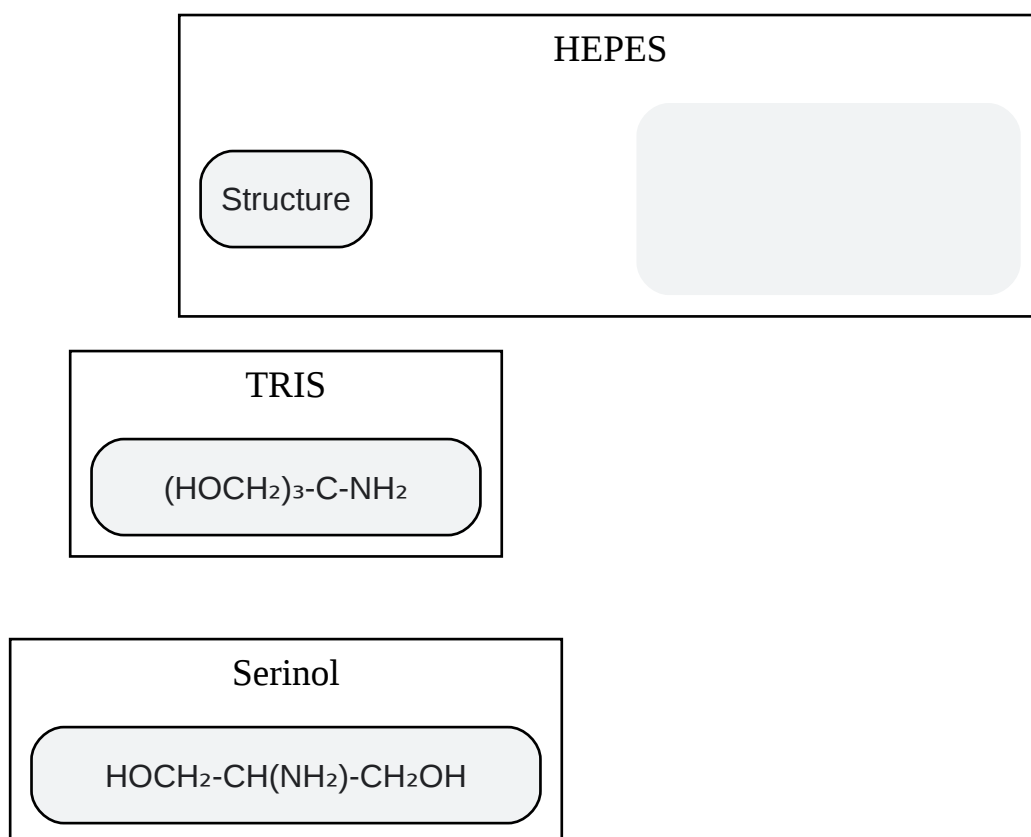 HEPES
Structure
TRIS
(HOCH₂)₃-C-NH₂
Serinol
HOCH₂-CH(NH₂)-CH₂OH